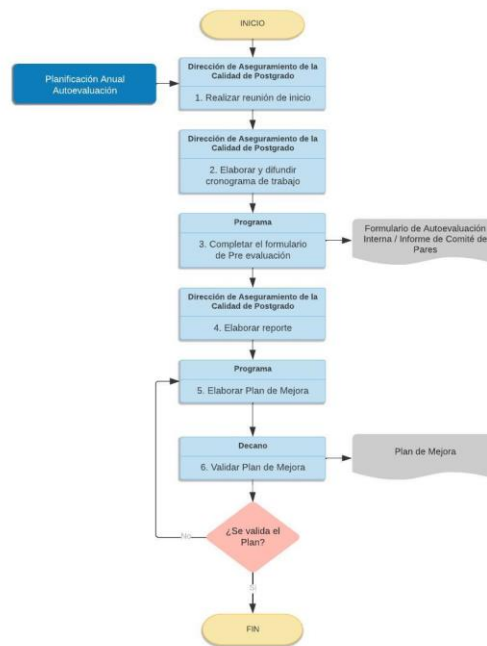 INICIO
Planificación Anual
Autoevaluación
Dirección de Aseguramiento de la
Calidad de Postgrado
1. Realizar reunión de inicio
Dirección de Aseguramiento de la
Calidad de Postgrado
2. Elaborar y difundir
cronograma de trabajo
Programa
3. Completar el formulario
de Pre evaluación
Formulario de Autoevaluación
Interna / Informe de Comité de
Pares
Dirección de Aseguramiento de la
Calidad de Postgrado
4. Elaborar reporte
Programa
5. Elaborar Plan de Mejora
Decano
6. Validar Plan de Mejora
Plan de Mejora
¿Se valida el
Plan?
No
Sí
FIN